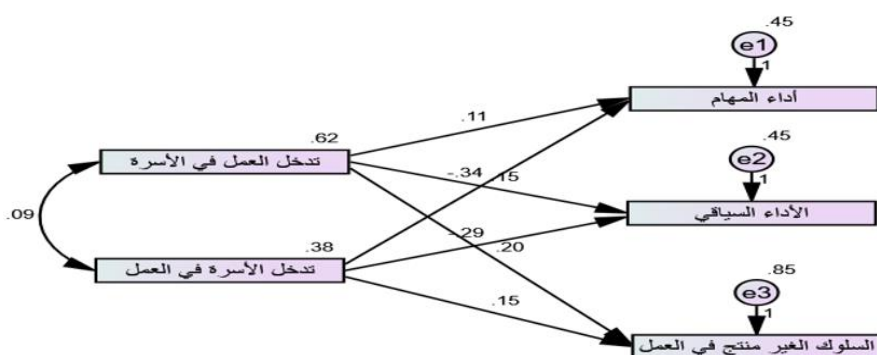 .45
e1
1
أداء المهام
.11
.62
تدخل العمل في الأسرة
.45
e2
1
-.34
.15
الأداء السياقي
.09
.38
تدخل الأسرة في العمل
-.29
.20
.15
.85
e3
1
السلوك الغير منتج في العمل